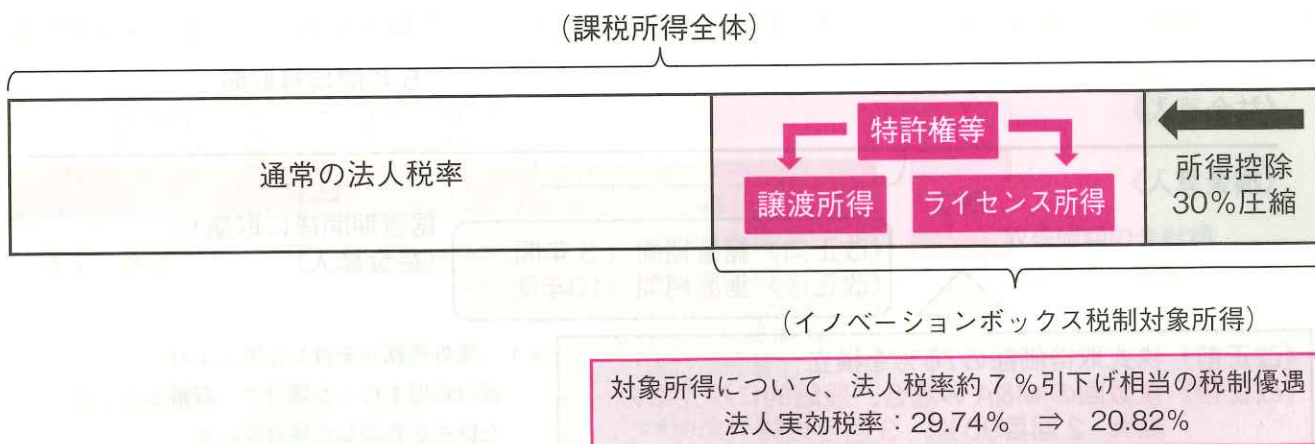 (課税所得全体)
通常の法人税率
特許権等
譲渡所得
ライセンス所得
所得控除
30%圧縮
(イノベーションボックス税制対象所得)
対象所得について、法人税率約7%引下げ相当の税制優遇
法人実効税率:29.74% ⇒ 20.82%